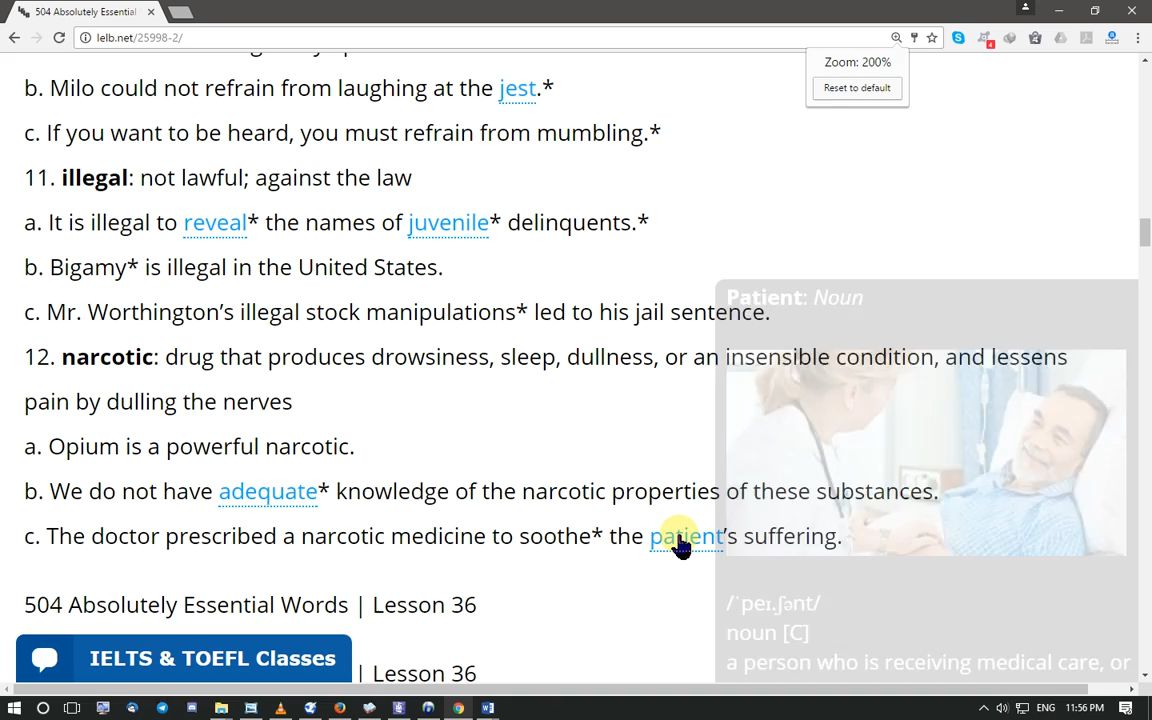 504 Absolutely Essential
lelb.net/25998-2/
4
Zoom: 200%
Reset to default
b. Milo could not refrain from laughing at the jest.*
c. If you want to be heard, you must refrain from mumbling.*
11. illegal: not lawful; against the law
a. It is illegal to reveal* the names of juvenile* delinquents.*
b. Bigamy* is illegal in the United States.
c. Mr. Worthington’s illegal stock manipulations* led to his jail sentence.
12. narcotic: drug that produces drowsiness, sleep, dullness, or an insensible condition, and lessens
pain by dulling the nerves
a. Opium is a powerful narcotic.
b. We do not have adequate* knowledge of the narcotic properties of these substances.
c. The doctor prescribed a narcotic medicine to soothe* the patient’s suffering.
Patient: Noun
/ˈpeɪ.ʃənt/
noun [C]
a person who is receiving medical care, or
504 Absolutely Essential Words | Lesson 36
IELTS & TOEFL Classes
| Lesson 36
ENG
11:56 PM